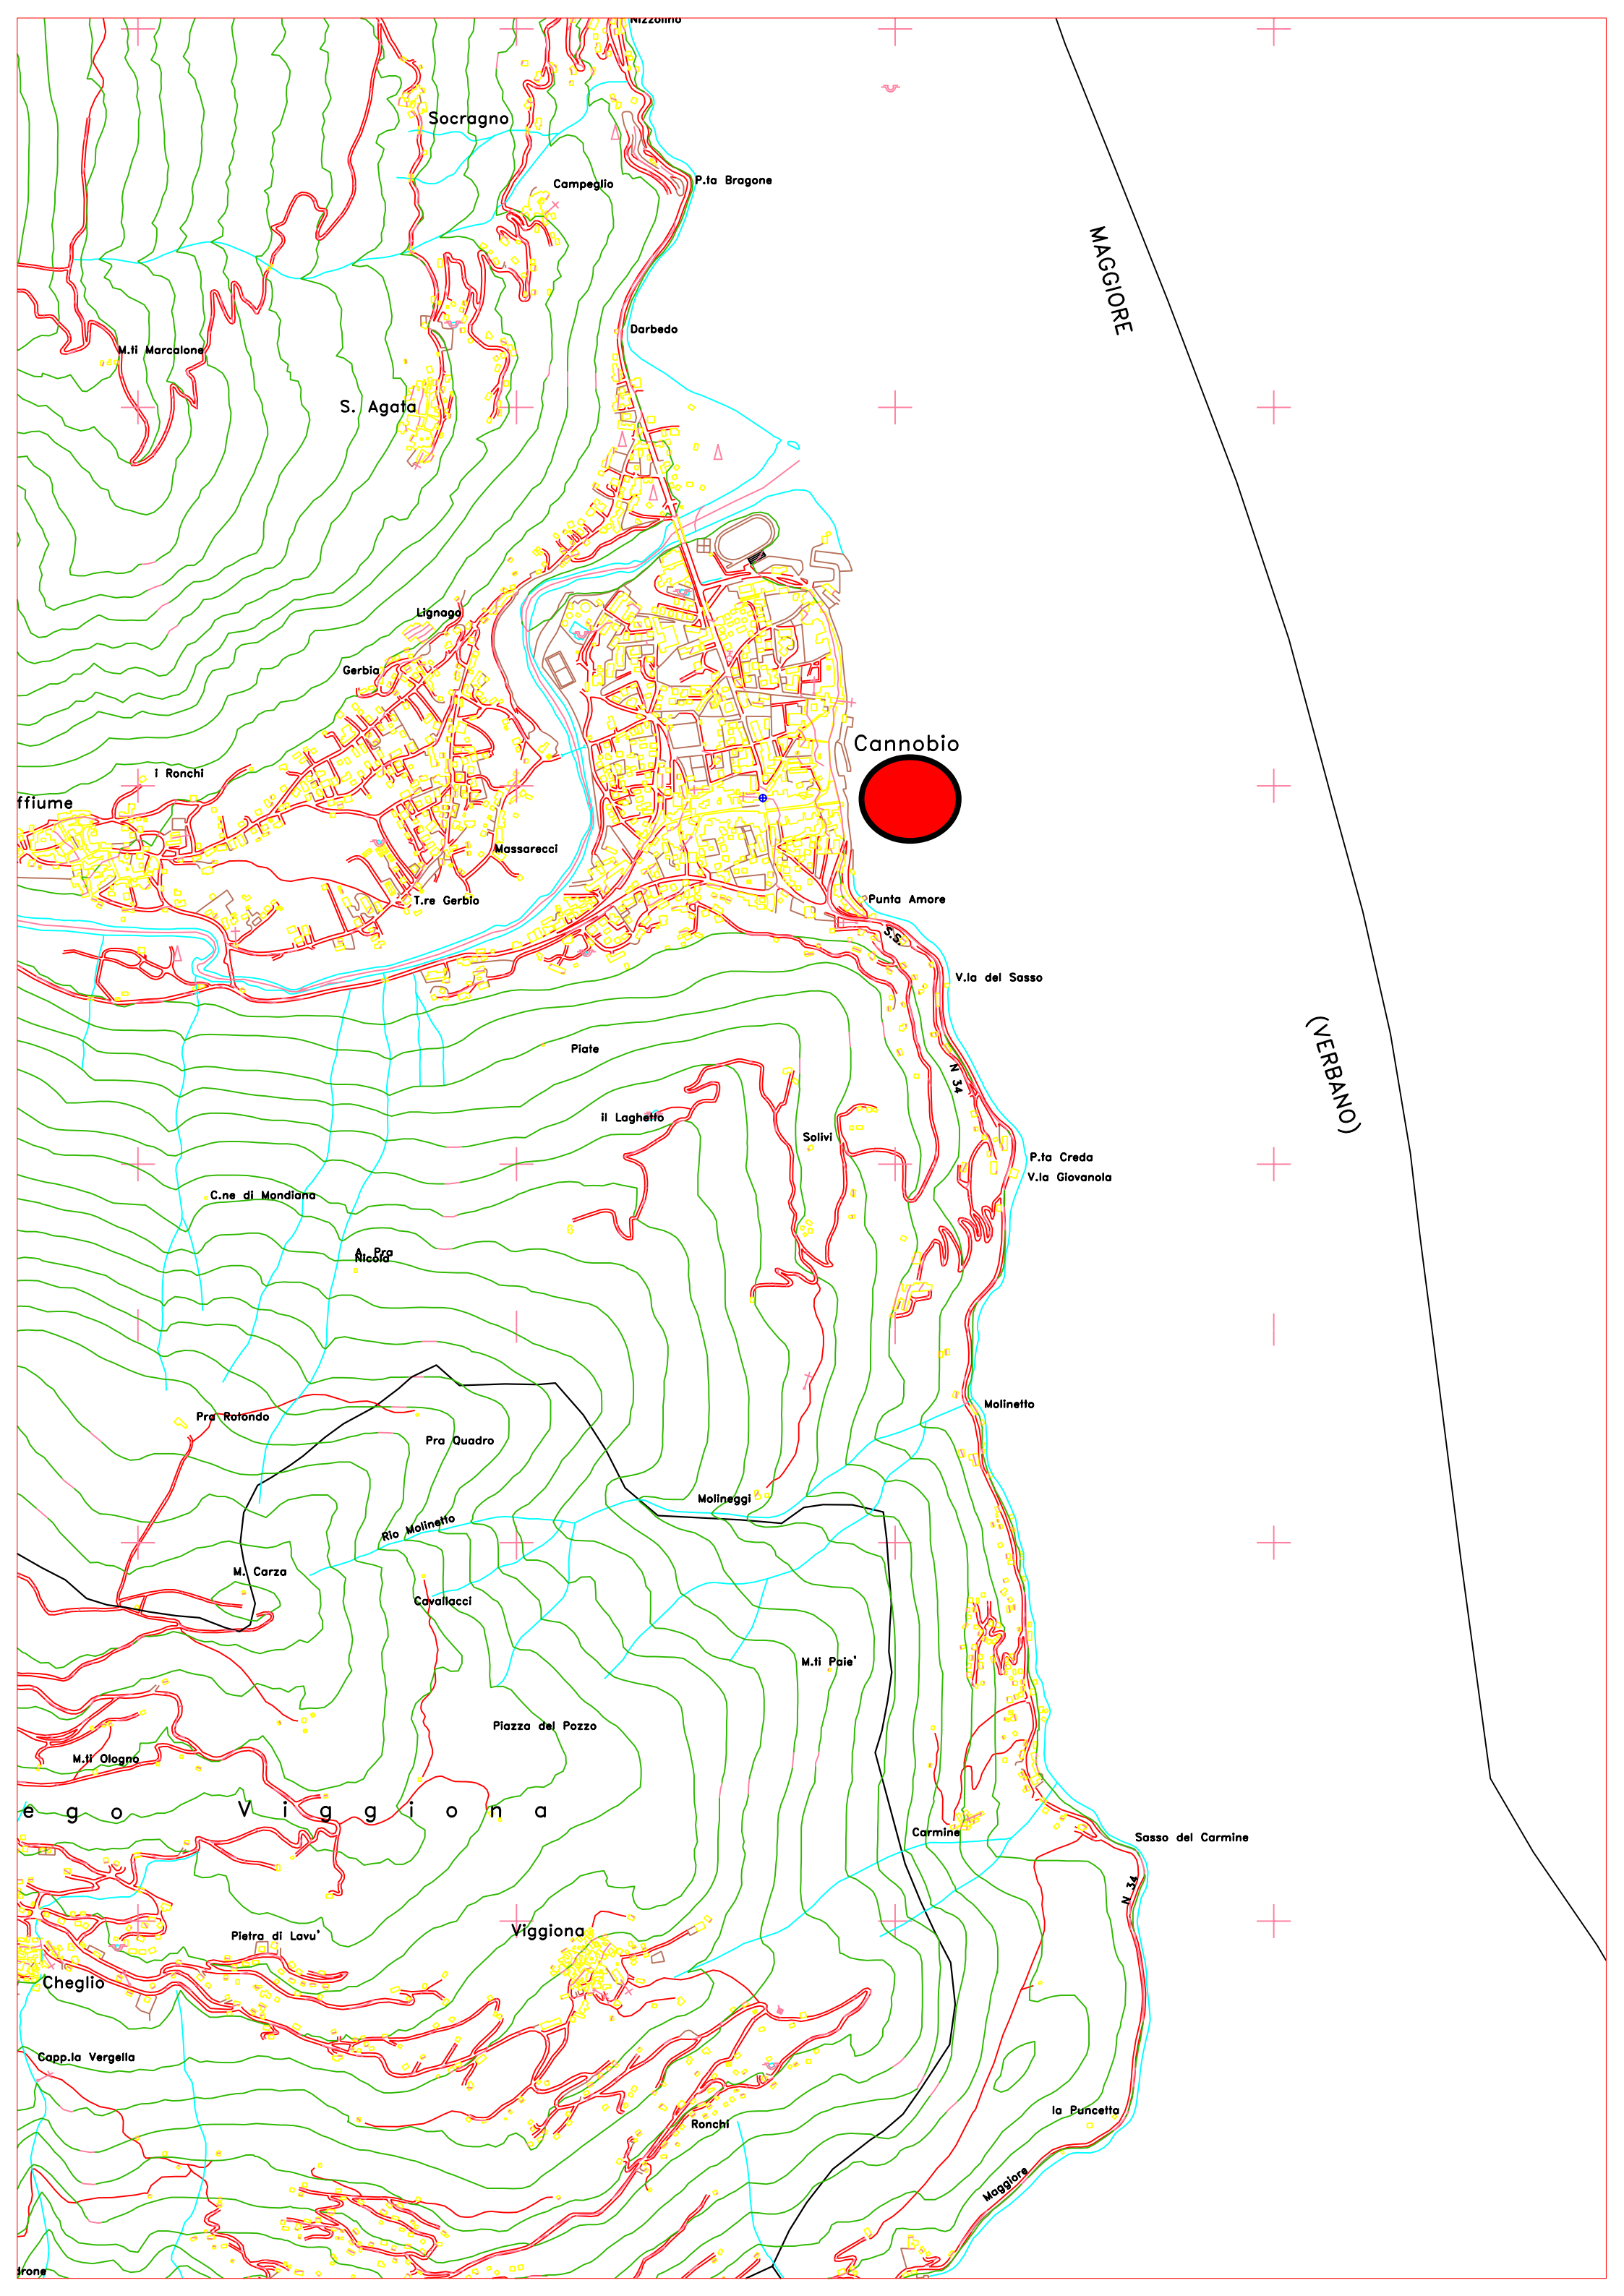 Nizzolino
Socragno
P.ta Bragone
Campeglio
MAGGIORE
Darbedo
M.ti Marcalone
S. Agata
Lignago
Gerbia
Cannobio
i Ronchi
ffiume
Massarecci
Punta Amore
T.re Gerbio
S.S.
V.la del Sasso
(VERBANO)
Piate
N 34
il Laghetto
Solivi
P.ta Creda
V.la Giovanola
C.ne di Mondiana
A. Pra
Nicola
Molinetto
Pra Rotondo
Pra Quadro
Molineggi
Rio Molinetto
M. Carza
Cavallacci
M.ti Paie'
Piazza del Pozzo
M.ti Ologno
ego Viggiona
Carmine
Sasso del Carmine
N 34
Viggiona
Pietra di Lavu'
Cheglio
Capp.la Vergella
la Puncetta
Ronchi
Maggiore
drone